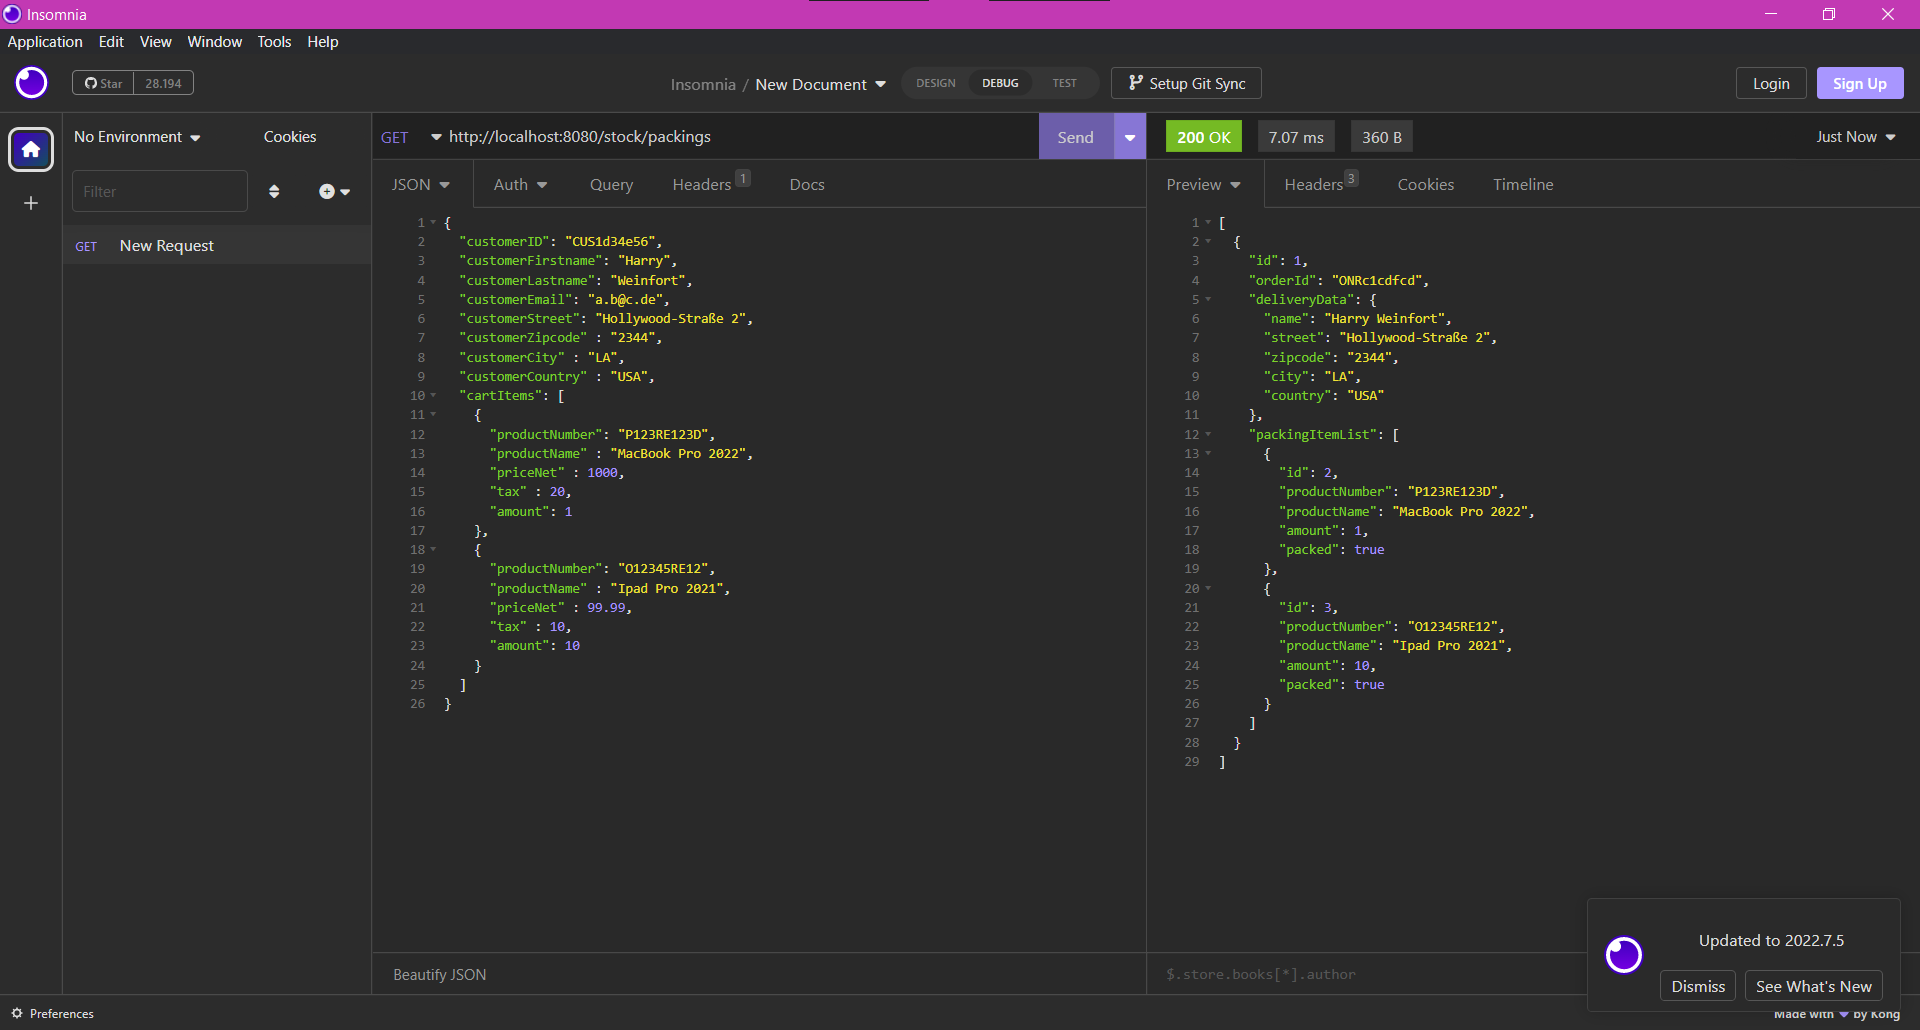 Insomnia
Application Edit View Window Tools Help
Star 28.194 Insomnia / New Document DESIGN DEBUG TEST Setup Git Sync Login Sign Up
No Environment Cookies
Filter
GET New Request
GET http://localhost:8080/stock/packings Send
JSON Auth Query Headers 1 Docs
1 {
2 "customerID": "CUS1d34e56",
3 "customerFirstname": "Harry",
4 "customerLastname": "Weinfort",
5 "customerEmail": "a.b@c.de",
6 "customerStreet": "Hollywood-Straße 2",
7 "customerZipcode" : "2344",
8 "customerCity" : "LA",
9 "customerCountry" : "USA",
10 "cartItems": [
11 {
12 "productNumber": "P123RE123D",
13 "productName" : "MacBook Pro 2022",
14 "priceNet" : 1000,
15 "tax" : 20,
16 "amount": 1
17 },
18 {
19 "productNumber": "O12345RE12",
20 "productName" : "Ipad Pro 2021",
21 "priceNet" : 99.99,
22 "tax" : 10,
23 "amount": 10
24 }
25 ]
26 }
Beautify JSON
200 OK 7.07 ms 360 B Just Now
Preview Headers 3 Cookies Timeline
1 [
2 {
3 "id": 1,
4 "orderId": "ONRc1cdfcd",
5 "deliveryData": {
6 "name": "Harry Weinfort",
7 "street": "Hollywood-Straße 2",
8 "zipcode": "2344",
9 "city": "LA",
10 "country": "USA"
11 },
12 "packingItemList": [
13 {
14 "id": 2,
15 "productNumber": "P123RE123D",
16 "productName": "MacBook Pro 2022",
17 "amount": 1,
18 "packed": true
19 },
20 {
21 "id": 3,
22 "productNumber": "O12345RE12",
23 "productName": "Ipad Pro 2021",
24 "amount": 10,
25 "packed": true
26 }
27 ]
28 }
29 ]
$.store.books[*].author
Updated to 2022.7.5
Dismiss See What's New
Preferences
Made with by Kong